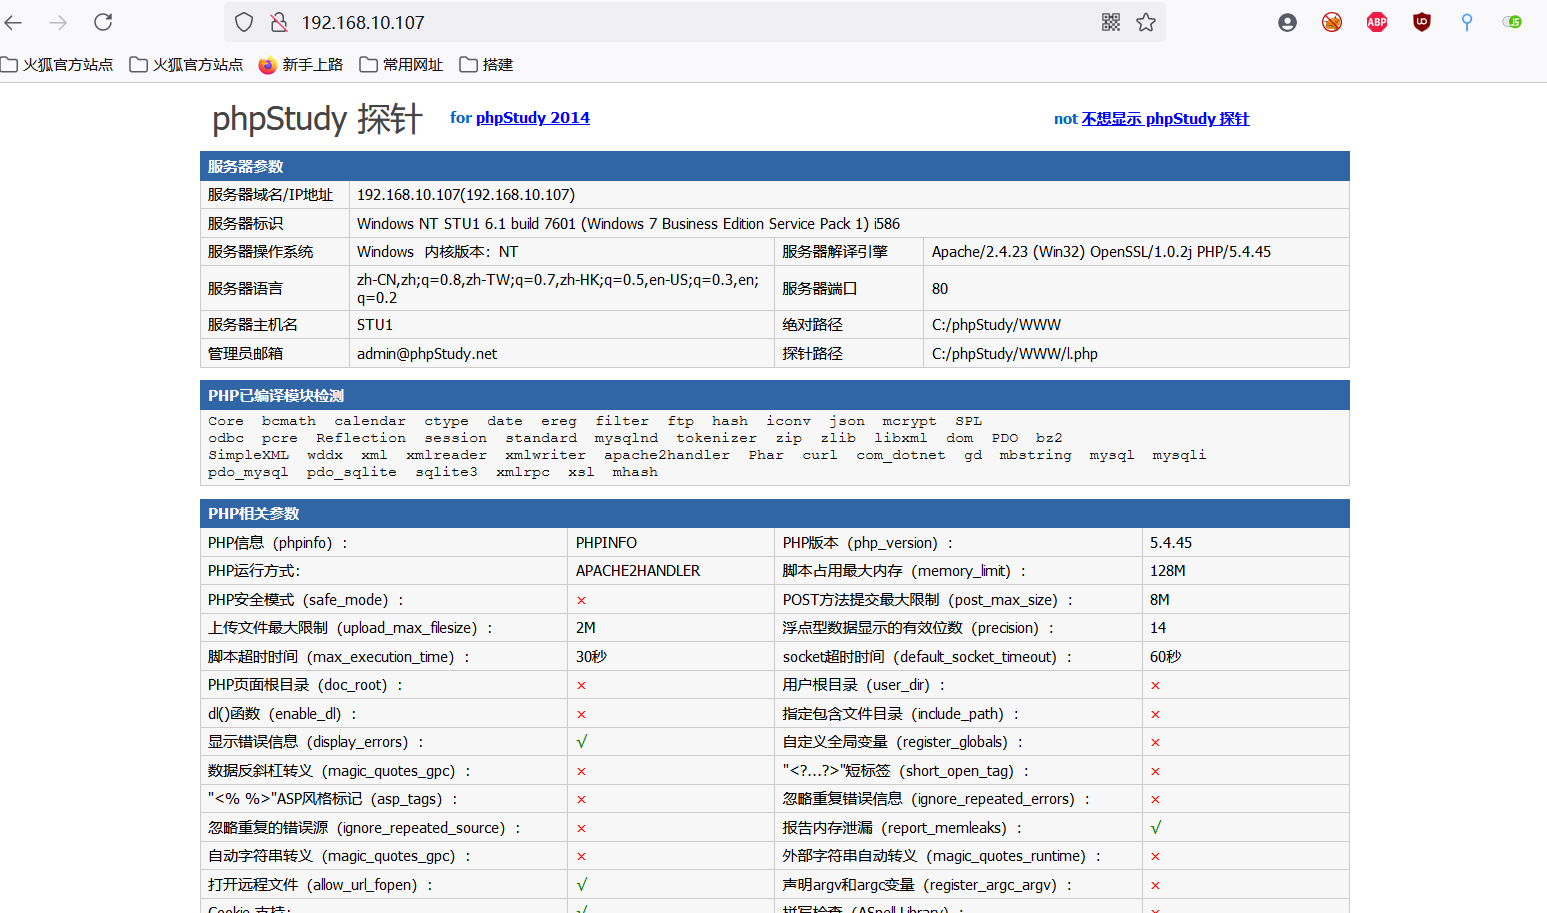 192.168.10.107
ABP
火狐官方站点 火狐官方站点 新手上路 常用网址 搭建
phpStudy 探针 for phpStudy 2014 not 不想显示 phpStudy 探针
服务器参数
服务器域名/IP地址 192.168.10.107(192.168.10.107)
服务器标识 Windows NT STU1 6.1 build 7601 (Windows 7 Business Edition Service Pack 1) i586
服务器操作系统 Windows 内核版本：NT 服务器解译引擎 Apache/2.4.23 (Win32) OpenSSL/1.0.2j PHP/5.4.45
服务器语言 zh-CN,zh;q=0.8,zh-TW;q=0.7,zh-HK;q=0.5,en-US;q=0.3,en;
q=0.2 服务器端口 80
服务器主机名 STU1 绝对路径 C:/phpStudy/WWW
管理员邮箱 admin@phpStudy.net 探针路径 C:/phpStudy/WWW/l.php
PHP已编译模块检测
Core bcmath calendar ctype date ereg filter ftp hash iconv json mcrypt SPL
odbc pcre Reflection session standard mysqlnd tokenizer zip zlib libxml dom PDO bz2
SimpleXML wddx xml xmlreader xmlwriter apache2handler Phar curl com_dotnet gd mbstring mysql mysqli
pdo_mysql pdo_sqlite sqlite3 xmlrpc xsl mhash
PHP相关参数
PHP信息（phpinfo）： PHPINFO PHP版本（php_version）： 5.4.45
PHP运行方式： APACHE2HANDLER 脚本占用最大内存（memory_limit）： 128M
PHP安全模式（safe_mode）： × POST方法提交最大限制（post_max_size）： 8M
上传文件最大限制（upload_max_filesize）： 2M 浮点型数据显示的有效位数（precision）： 14
脚本超时时间（max_execution_time）： 30秒 socket超时时间（default_socket_timeout）： 60秒
PHP页面根目录（doc_root）： × 用户根目录（user_dir）： ×
dl()函数（enable_dl）： × 指定包含文件目录（include_path）： ×
显示错误信息（display_errors）： √ 自定义全局变量（register_globals）： ×
数据反斜杠转义（magic_quotes_gpc）： × "<?...?>"短标签（short_open_tag）： ×
"<% %>"ASP风格标记（asp_tags）： × 忽略重复错误信息（ignore_repeated_errors）： ×
忽略重复的错误源（ignore_repeated_source）： × 报告内存泄漏（report_memleaks）： √
自动字符串转义（magic_quotes_gpc）： × 外部字符串自动转义（magic_quotes_runtime）： ×
打开远程文件（allow_url_fopen）： √ 声明argv和argc变量（register_argc_argv）： ×
Cookie 支持： √ 拼写检查（ASpell Library）： ×